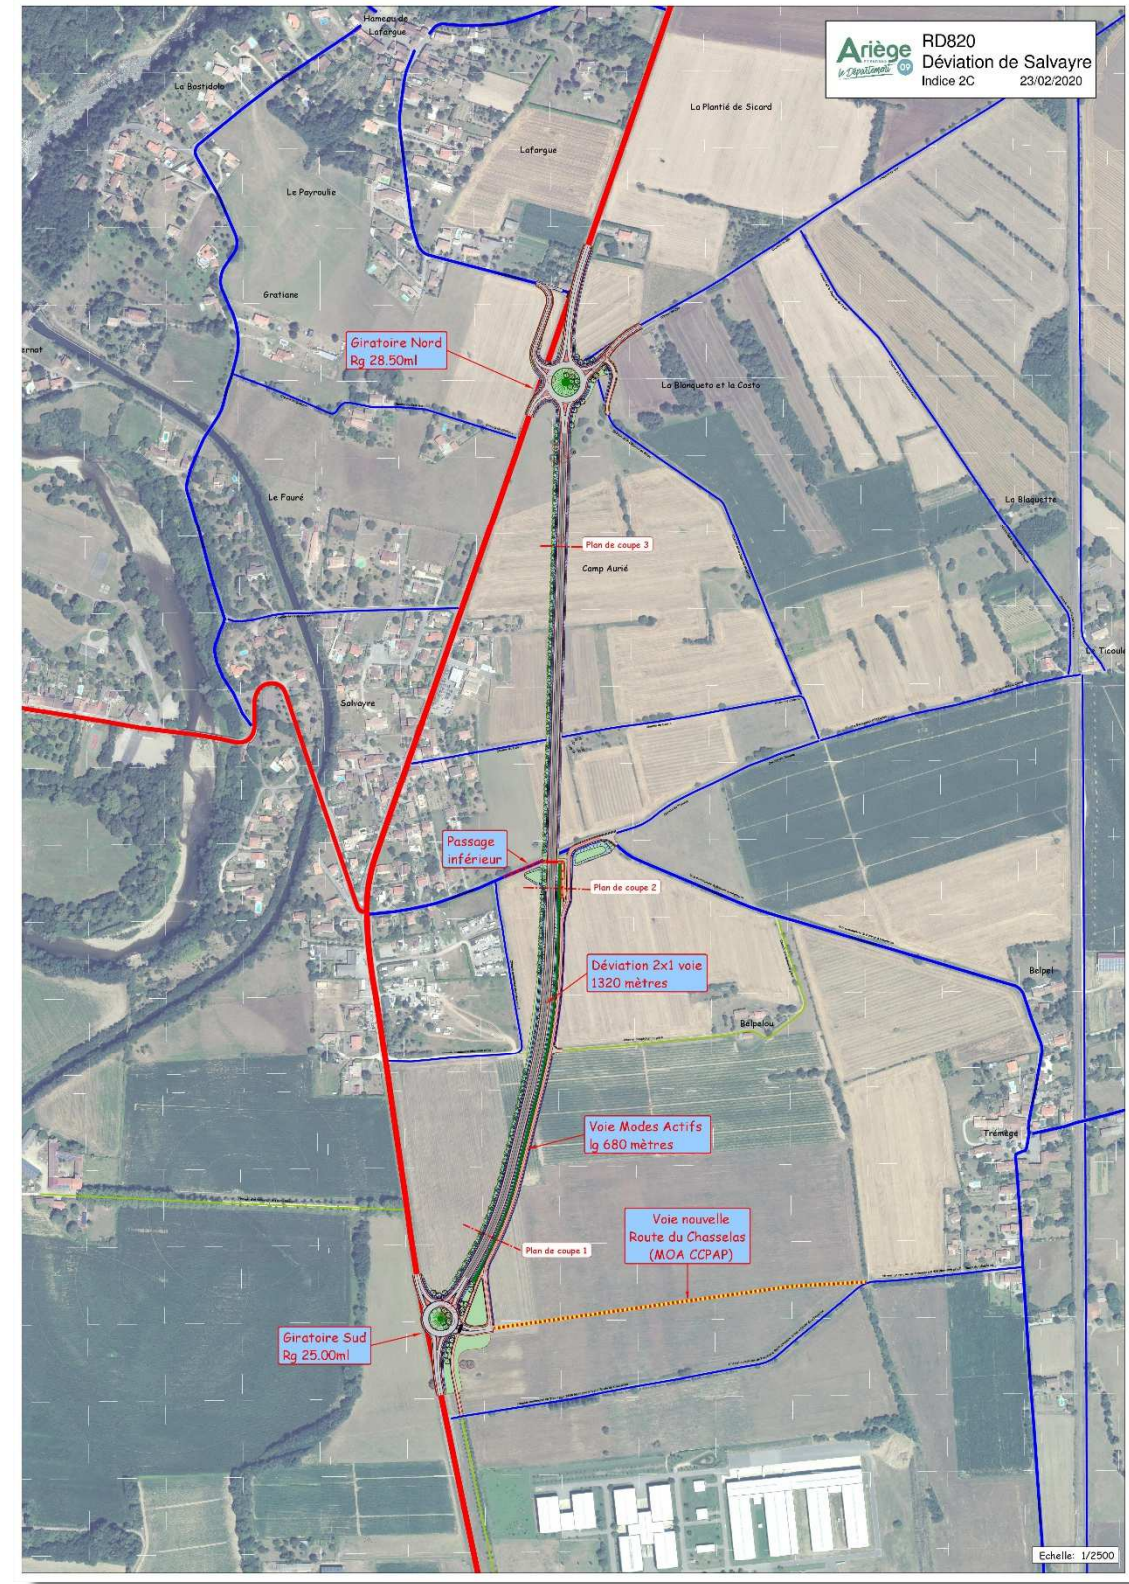 Ariège
le Département 09
RD820
Déviation de Salvayre
Indice 2C 23/02/2020
Hameau de
Lafargue
La Bastidole
La Plantié de Sicard
Lafargue
Le Payroulie
Gratiane
Giratoire Nord
Rg 28.50ml
La Blanqueto et la Costo
Le Fauré
La Blaquette
Plan de coupe 3
Camp Aurié
Salvayre
Passage
inférieur
Plan de coupe 2
Déviation 2x1 voie
1320 mètres
Belpel
Bélpelou
Voie Modes Actifs
lg 680 mètres
Trémège
Voie nouvelle
Route du Chasselas
(MOA CCPAP)
Plan de coupe 1
Giratoire Sud
Rg 25.00ml
Echelle: 1/2500